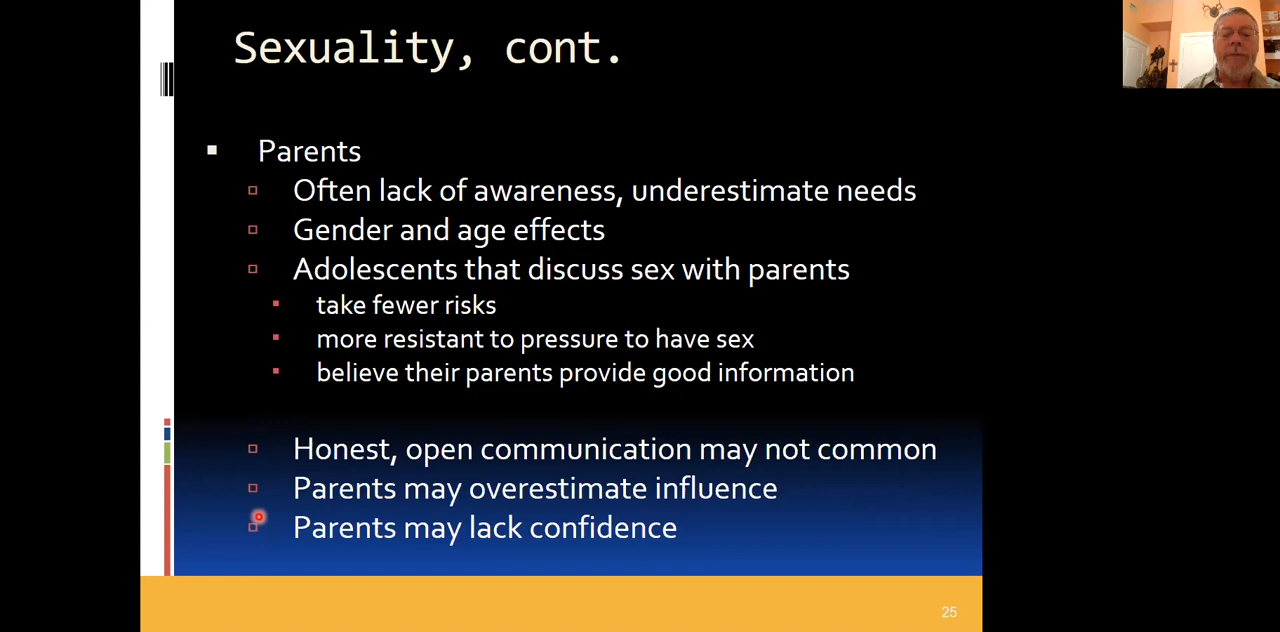 Sexuality, cont.
Parents
Often lack of awareness, underestimate needs
Gender and age effects
Adolescents that discuss sex with parents
take fewer risks
more resistant to pressure to have sex
believe their parents provide good information
Honest, open communication may not common
Parents may overestimate influence
Parents may lack confidence
25